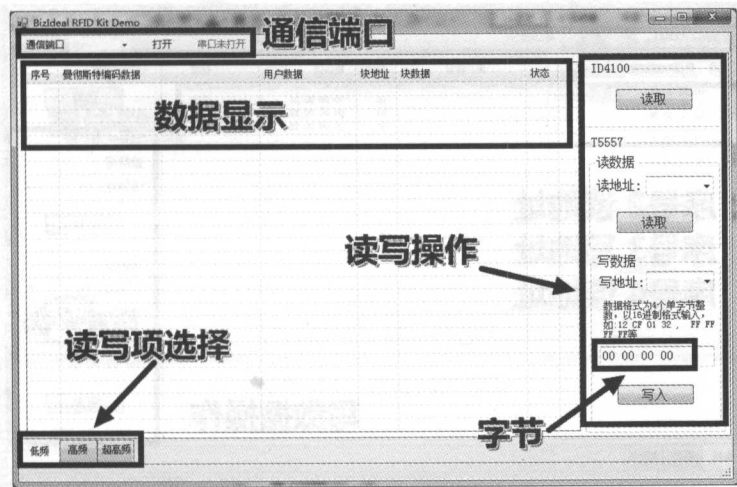 BizIdeal RFID Kit Demo
通信端口 打开 串口未打开
通信端口
序号 曼彻斯特编码数据 用户数据 块地址 块数据 状态
数据显示
ID4100
读取
T5557
读数据
读地址:
读取
读写操作
写数据
写地址:
数据格式为4个单字节整
数,以16进制格式输入,
如:12 CF 01 32 , FF FF
FF FF等
00 00 00 00
写入
读写项选择
字节
低频 高频 超高频